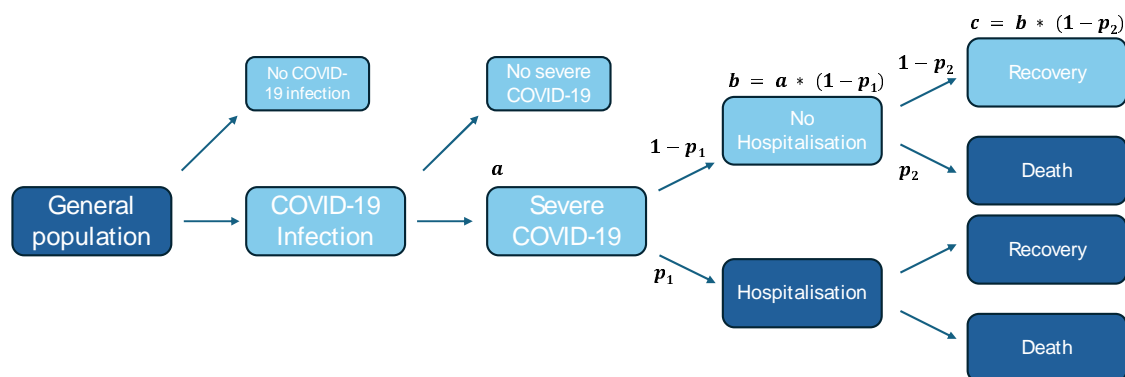 c = b * (1−p₂)
No COVID-
19 infection
No severe
COVID-19
1 − p₂
Recovery
b = a * (1−p₁)
No
Hospitalisation
1 − p₁
a
p₂
Death
General
population
COVID-19
Infection
Severe
COVID-19
Recovery
p₁
Hospitalisation
Death